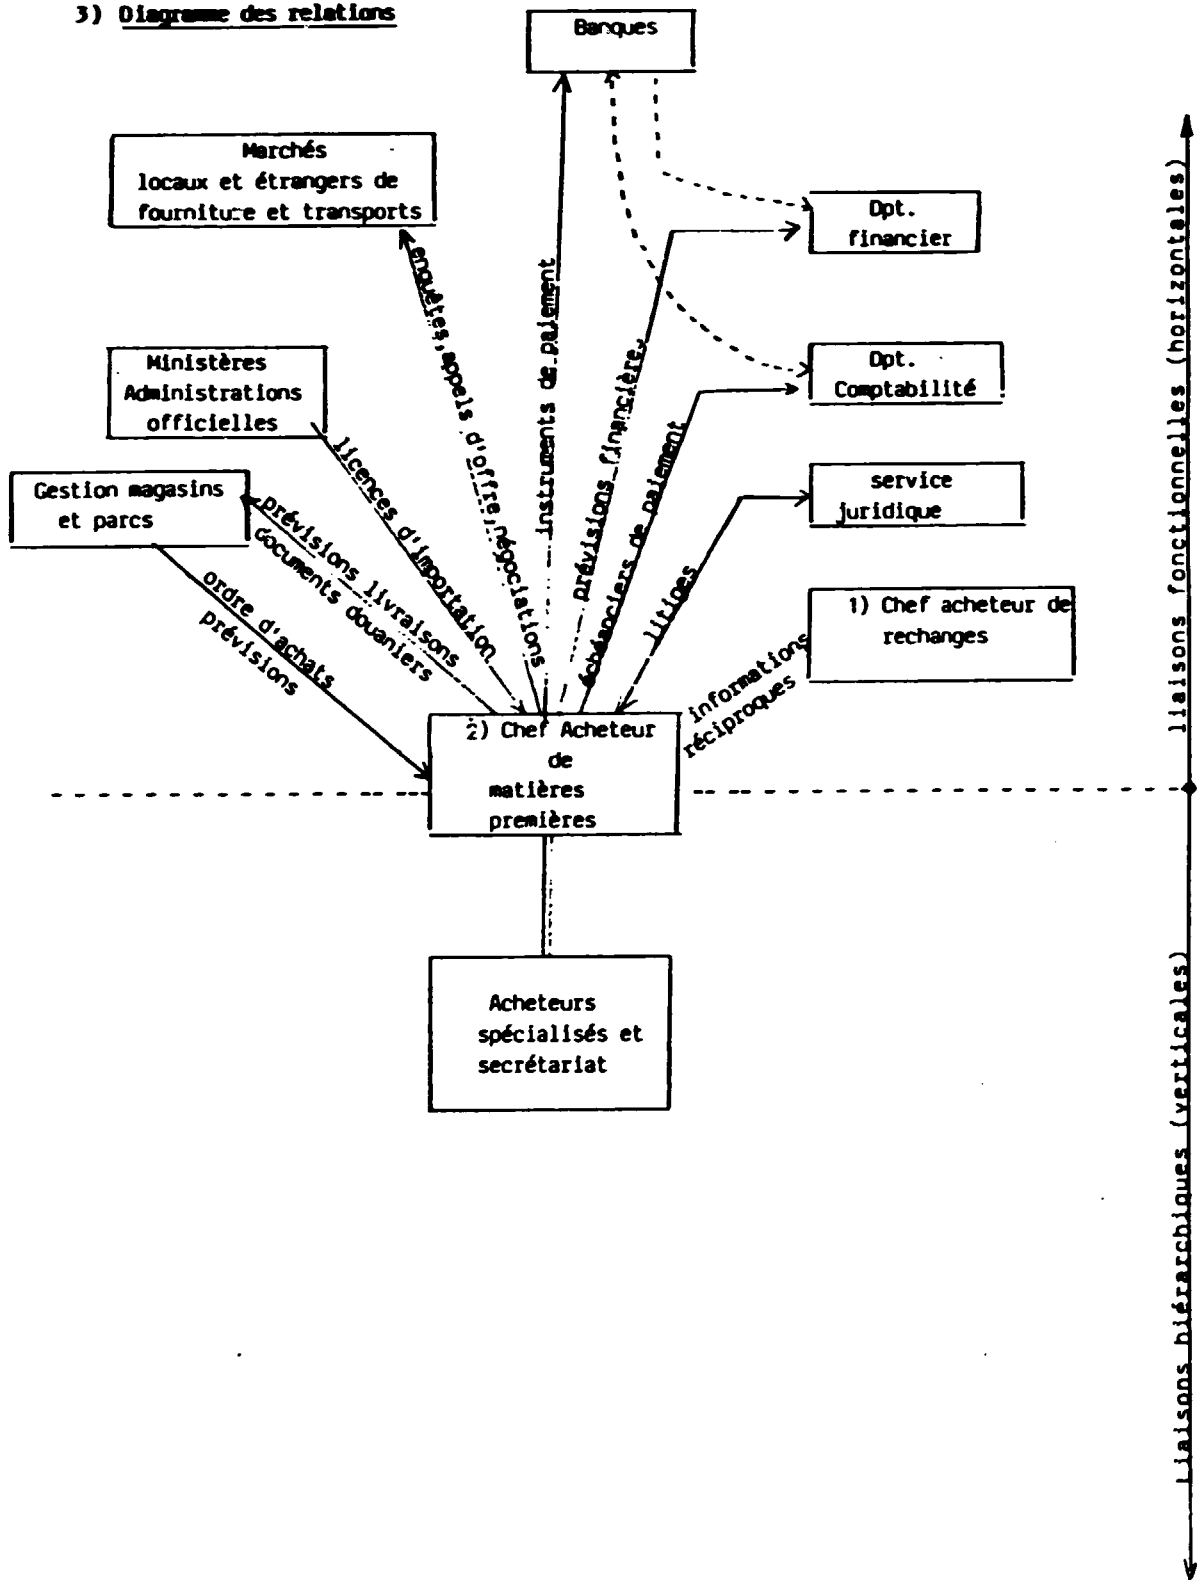 3) Diagramme des relations
Banques
Marchés
locaux et étrangers de
fourniture et transports
Dpt.
financier
Ministères
Administrations
officielles
Dpt.
Comptabilité
Gestion magasins
et parcs
service
juridique
1) Chef acheteur de
rechanges
ordre d'achats
prévisions
prévisions livraisons
documents douaniers
licences d'importation
enquêtes, appels d'offre, négociations
instruments de paiement
prévisions financière
échéanciers de paiement
litiges
informations
réciproques
2) Chef Acheteur
de
matières
premières
Acheteurs
spécialisés et
secrétariat
liaisons fonctionnelles (horizontales)
Liaisons hiérarchiques (verticales)